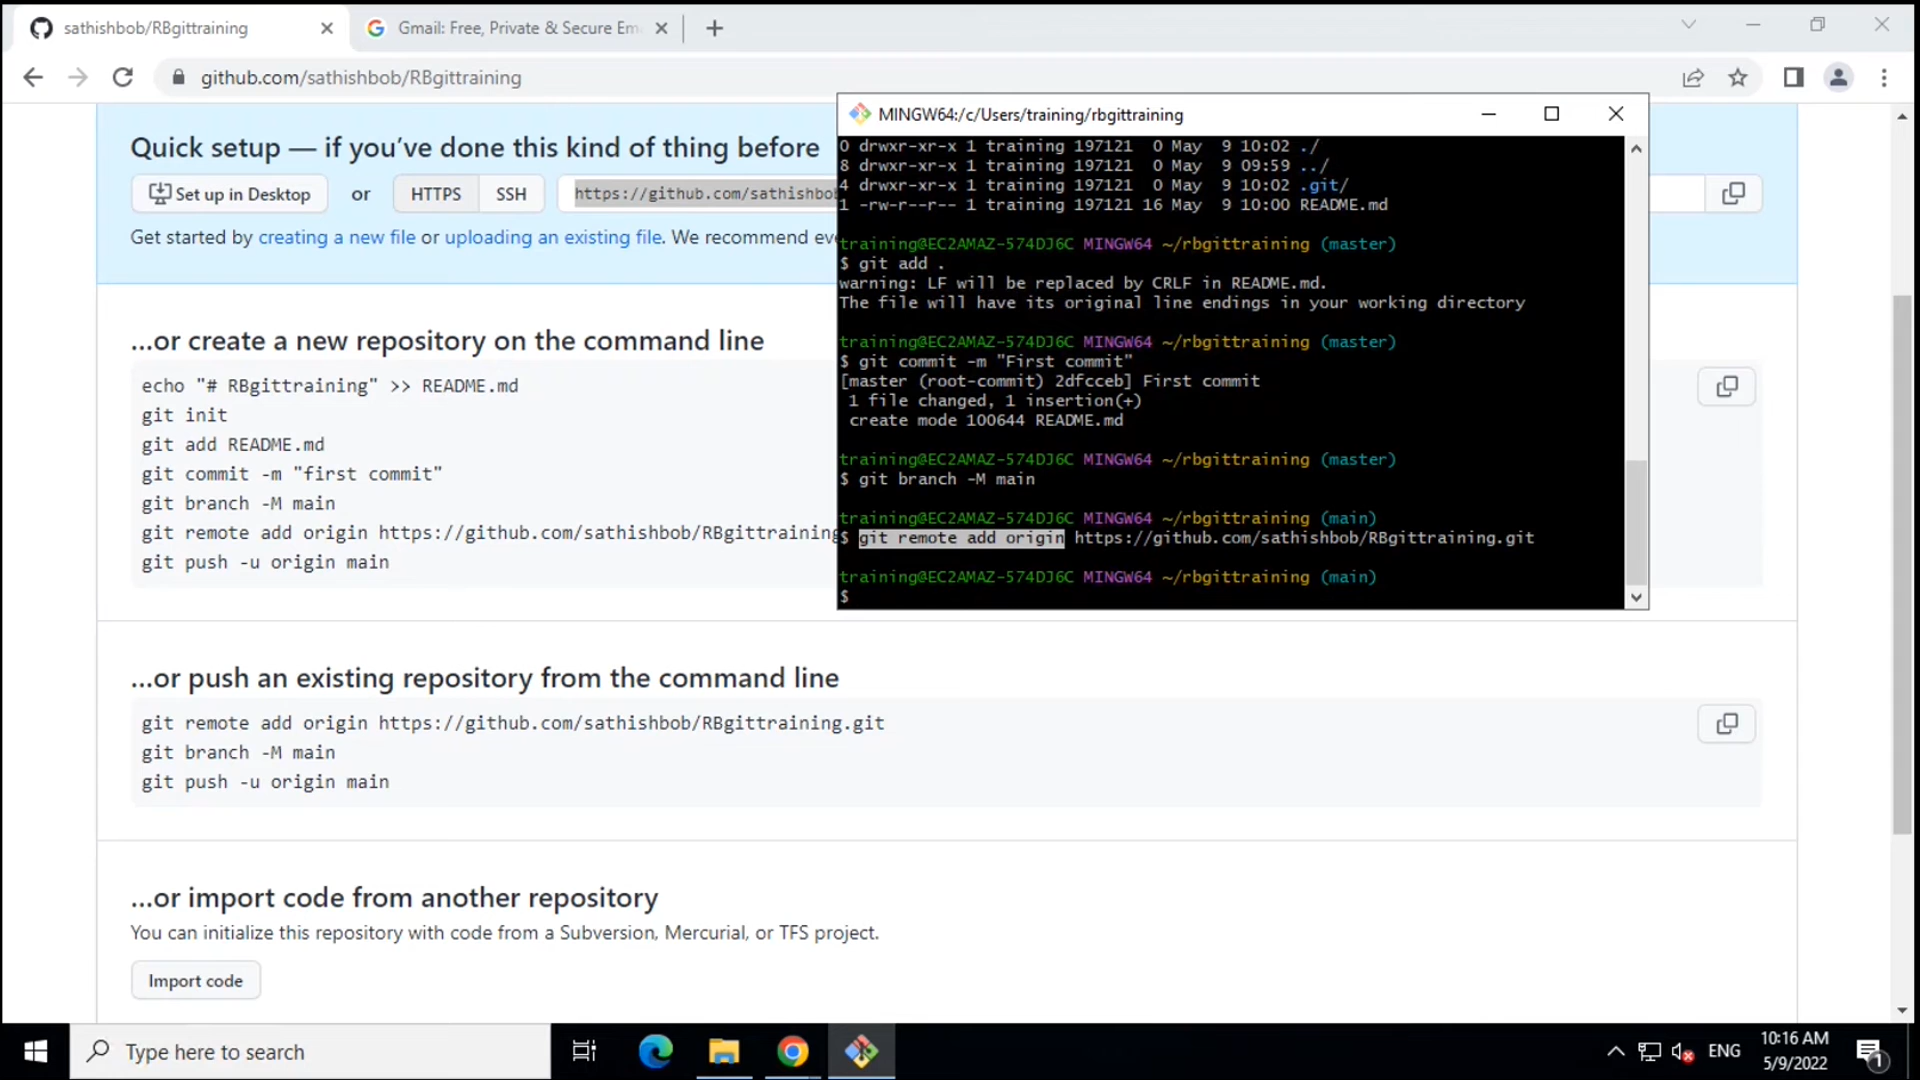 sathishbob/RBgittraining
Gmail: Free, Private & Secure Em
github.com/sathishbob/RBgittraining
Quick setup — if you've done this kind of thing before
Set up in Desktop
or
HTTPS
SSH
https://github.com/sathishbob
Get started by creating a new file or uploading an existing file. We recommend eve
…or create a new repository on the command line
echo "# RBgittraining" >> README.md
git init
git add README.md
git commit -m "first commit"
git branch -M main
git remote add origin https://github.com/sathishbob/RBgittraining
git push -u origin main
…or push an existing repository from the command line
git remote add origin https://github.com/sathishbob/RBgittraining.git
git branch -M main
git push -u origin main
…or import code from another repository
You can initialize this repository with code from a Subversion, Mercurial, or TFS project.
Import code
MINGW64:/c/Users/training/rbgittraining
0 drwxr-xr-x 1 training 197121  0 May  9 10:02 ./
8 drwxr-xr-x 1 training 197121  0 May  9 09:59 ../
4 drwxr-xr-x 1 training 197121  0 May  9 10:02 .git/
1 -rw-r--r-- 1 training 197121 16 May  9 10:00 README.md
training@EC2AMAZ-574DJ6C MINGW64 ~/rbgittraining (master)
$ git add .
warning: LF will be replaced by CRLF in README.md.
The file will have its original line endings in your working directory
training@EC2AMAZ-574DJ6C MINGW64 ~/rbgittraining (master)
$ git commit -m "First commit"
[master (root-commit) 2dfcceb] First commit
1 file changed, 1 insertion(+)
create mode 100644 README.md
training@EC2AMAZ-574DJ6C MINGW64 ~/rbgittraining (master)
$ git branch -M main
training@EC2AMAZ-574DJ6C MINGW64 ~/rbgittraining (main)
$ git remote add origin https://github.com/sathishbob/RBgittraining.git
training@EC2AMAZ-574DJ6C MINGW64 ~/rbgittraining (main)
$
Type here to search
ENG
10:16 AM
5/9/2022
1